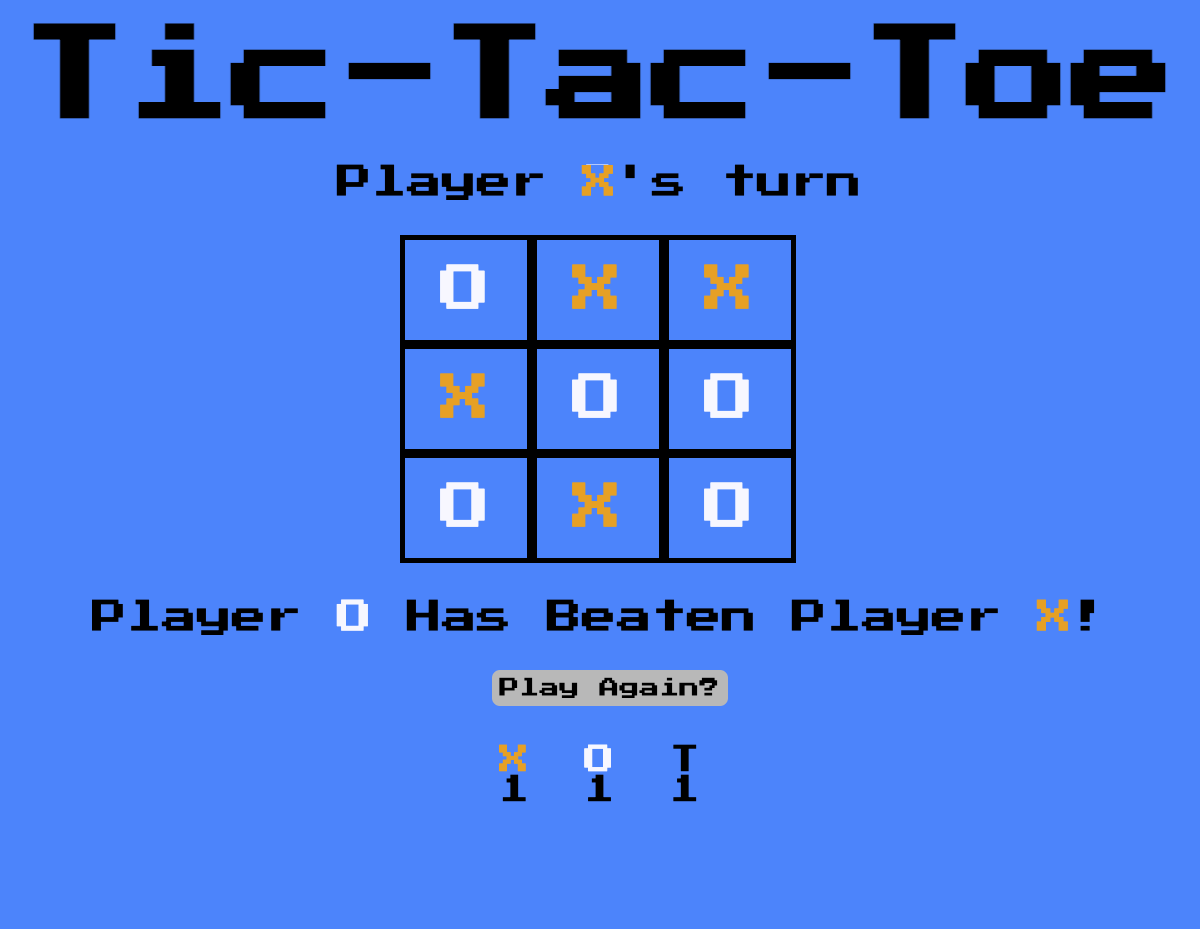 Tic-Tac-Toe
Player X's turn
O X X
X O O
O X O
Player O Has Beaten Player X!
Play Again?
X O T
1 1 1